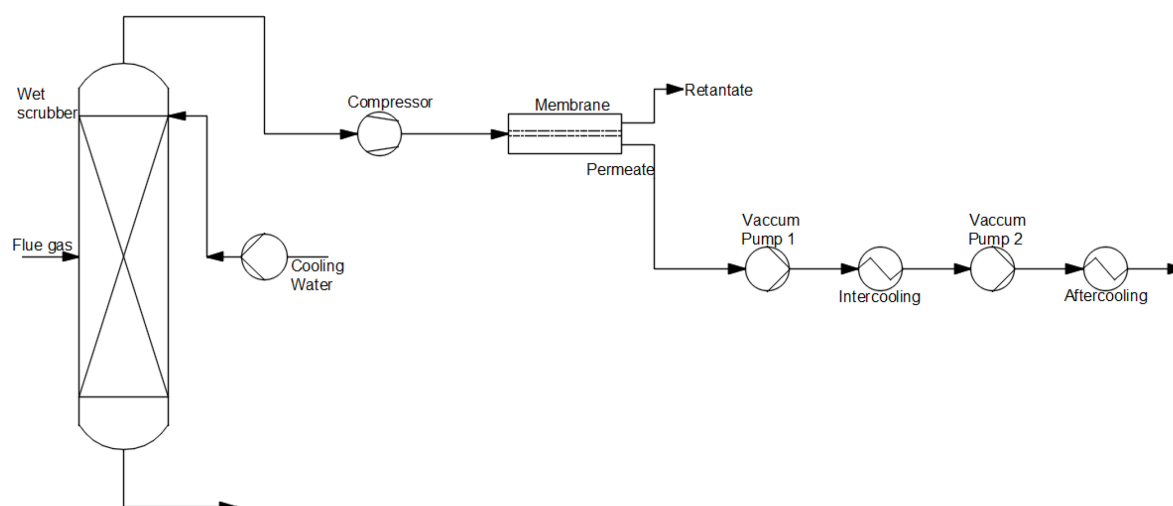 Wet
scrubber
Compressor
Membrane
Retantate
Permeate
Flue gas
Cooling
Water
Vaccum
Pump 1
Intercooling
Vaccum
Pump 2
Aftercooling